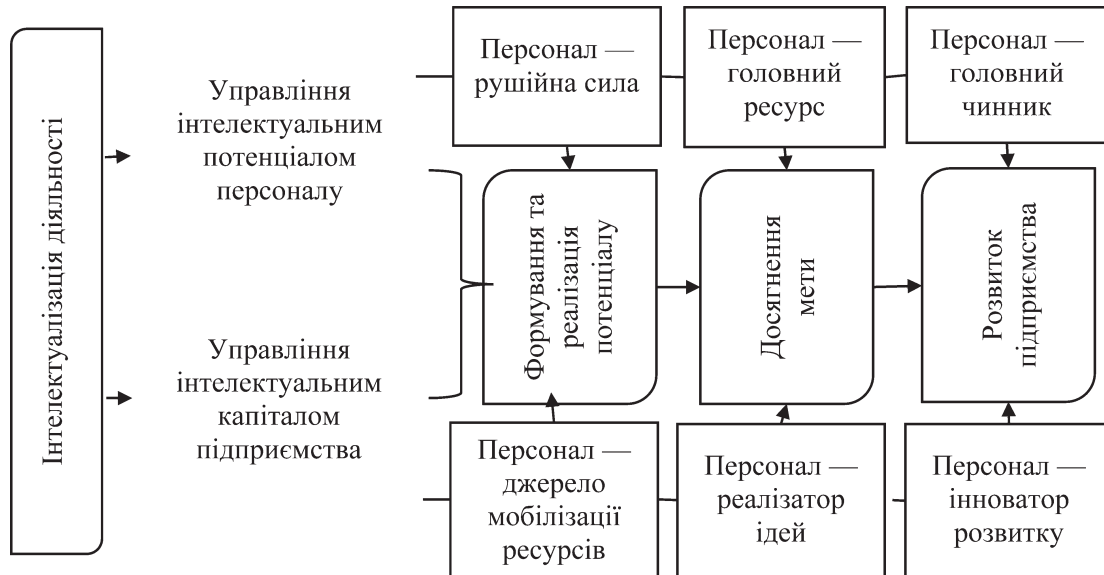 Інтелектуалізація діяльності
Управління
інтелектуальним
потенціалом
персоналу
Управління
інтелектуальним
капіталом
підприємства
Персонал —
рушійна сила
Персонал —
головний
ресурс
Персонал —
головний
чинник
Формування та
реалізація
потенціалу
Досягнення
мети
Розвиток
підприємства
Персонал —
джерело
мобілізації
ресурсів
Персонал —
реалізатор
ідей
Персонал —
інноватор
розвитку